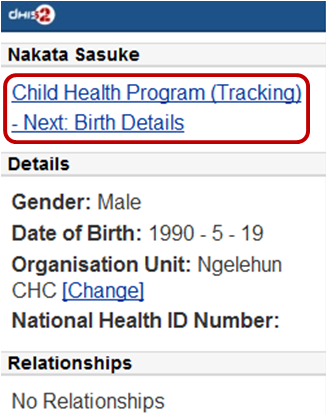 dHIS2
Nakata Sasuke
Child Health Program (Tracking)
- Next: Birth Details
Details
Gender: Male
Date of Birth: 1990 - 5 - 19
Organisation Unit: Ngelehun
CHC [Change]
National Health ID Number:
Relationships
No Relationships